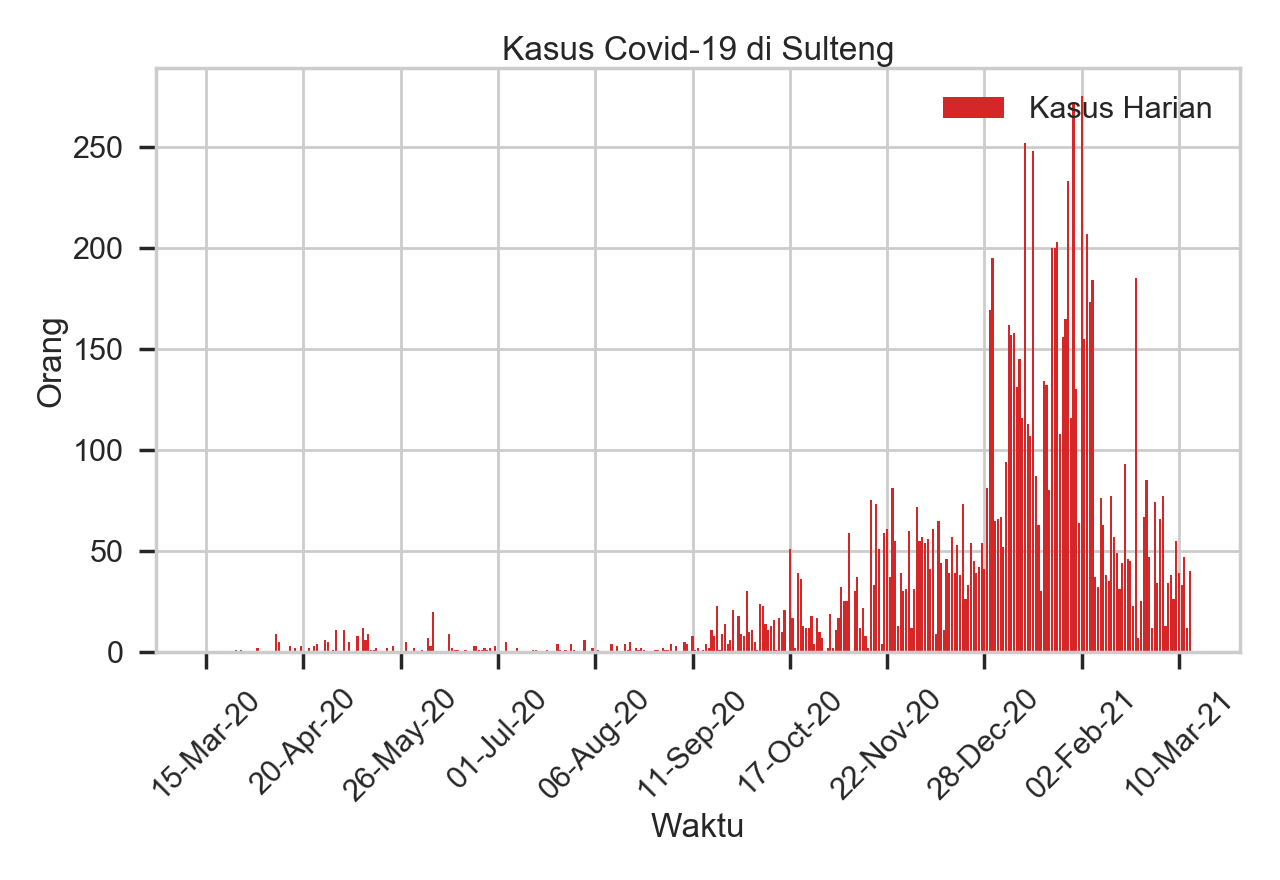 Kasus Covid-19 di Sulteng
Kasus Harian
250
200
150
100
50
0
Orang
15-Mar-20
20-Apr-20
26-May-20
01-Jul-20
06-Aug-20
11-Sep-20
17-Oct-20
22-Nov-20
28-Dec-20
02-Feb-21
10-Mar-21
Waktu